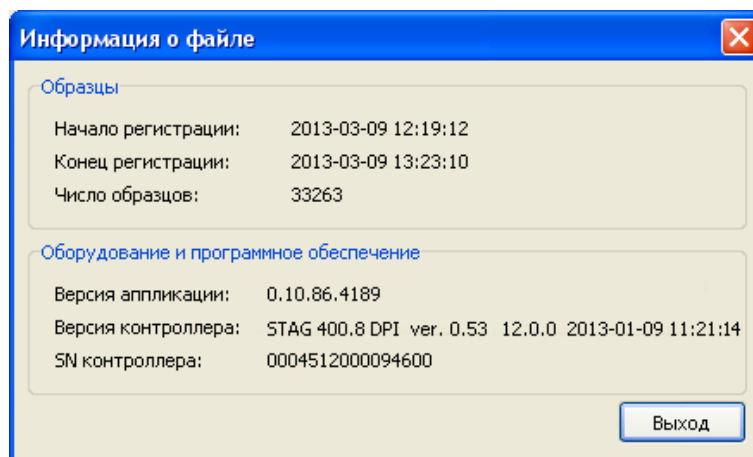 Информация о файле
Образцы
Начало регистрации: 2013-03-09 12:19:12
Конец регистрации: 2013-03-09 13:23:10
Число образцов: 33263
Оборудование и программное обеспечение
Версия аппликации: 0.10.86.4189
Версия контроллера: STAG 400.8 DPI ver. 0.53 12.0.0 2013-01-09 11:21:14
SN контроллера: 0004512000094600
Выход